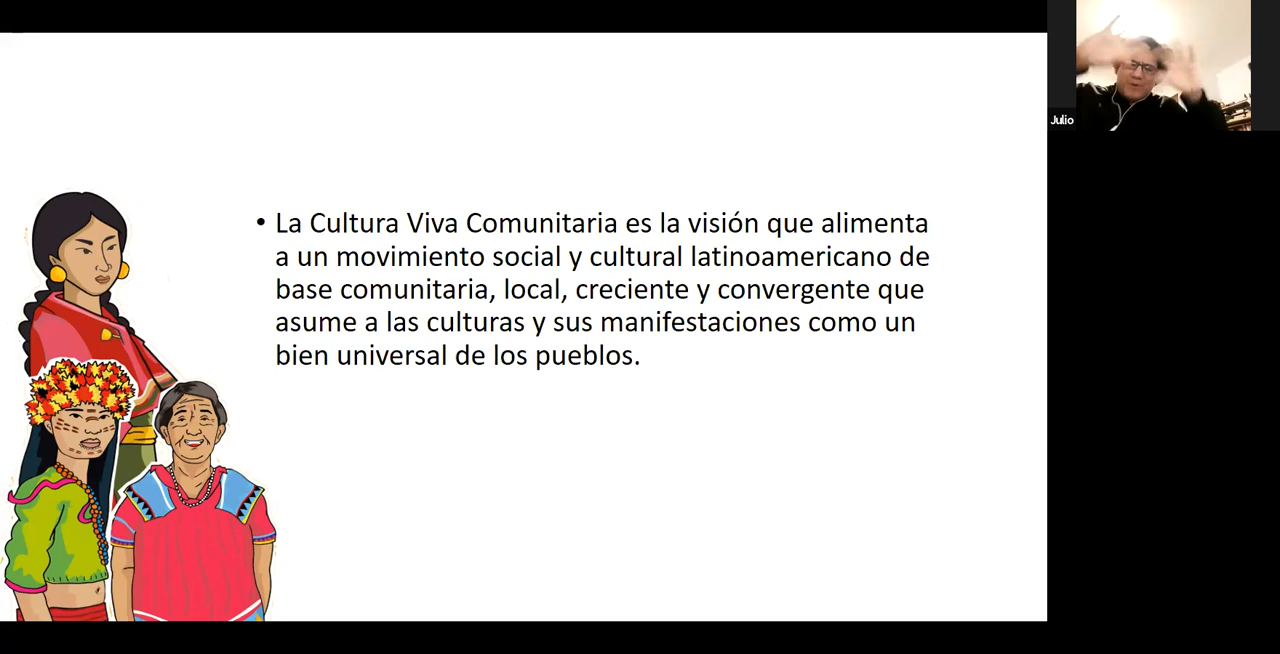 • La Cultura Viva Comunitaria es la visión que alimenta
a un movimiento social y cultural latinoamericano de
base comunitaria, local, creciente y convergente que
asume a las culturas y sus manifestaciones como un
bien universal de los pueblos.
Julio